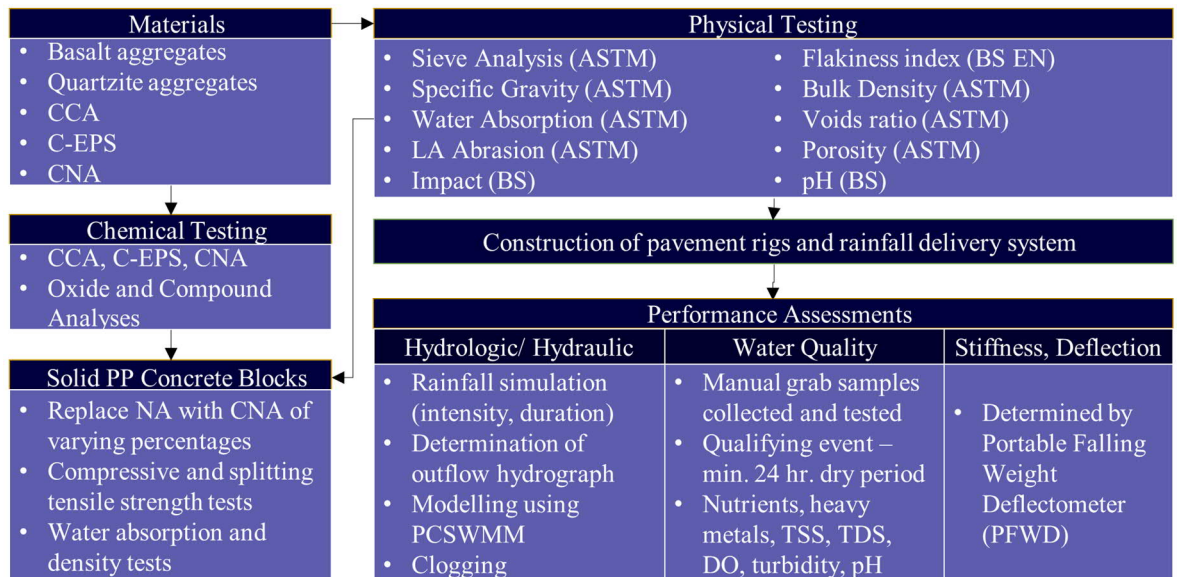 Materials
• Basalt aggregates
• Quartzite aggregates
• CCA
• C-EPS
• CNA
Physical Testing
• Sieve Analysis (ASTM)
• Specific Gravity (ASTM)
• Water Absorption (ASTM)
• LA Abrasion (ASTM)
• Impact (BS)
• Flakiness index (BS EN)
• Bulk Density (ASTM)
• Voids ratio (ASTM)
• Porosity (ASTM)
• pH (BS)
Chemical Testing
• CCA, C-EPS, CNA
• Oxide and Compound
Analyses
Construction of pavement rigs and rainfall delivery system
Solid PP Concrete Blocks
• Replace NA with CNA of
varying percentages
• Compressive and splitting
tensile strength tests
• Water absorption and
density tests
Performance Assessments
Hydrologic/ Hydraulic
• Rainfall simulation
(intensity, duration)
• Determination of
outflow hydrograph
• Modelling using
PCSWMM
• Clogging
Water Quality
• Manual grab samples
collected and tested
• Qualifying event –
min. 24 hr. dry period
• Nutrients, heavy
metals, TSS, TDS,
DO, turbidity, pH
Stiffness, Deflection
• Determined by
Portable Falling
Weight
Deflectometer
(PFWD)